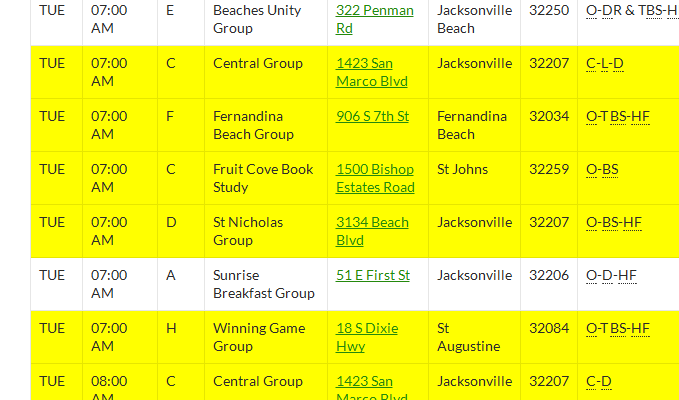 TUE 07:00 E Beaches Unity 322 Penman Jacksonville 32250 O-DR & TBS-H
AM Group Rd Beach
TUE 07:00 C Central Group 1423 San Jacksonville 32207 C-L-D
AM Marco Blvd
TUE 07:00 F Fernandina 906 S 7th St Fernandina 32034 O-TBS-HF
AM Beach Group Beach
TUE 07:00 C Fruit Cove Book 1500 Bishop St Johns 32259 O-BS
AM Study Estates Road
TUE 07:00 D St Nicholas 3134 Beach Jacksonville 32207 O-BS-HF
AM Group Blvd
TUE 07:00 A Sunrise 51 E First St Jacksonville 32206 O-D-HF
AM Breakfast Group
TUE 07:00 H Winning Game 18 S Dixie St 32084 O-TBS-HF
AM Group Hwy Augustine
TUE 08:00 C Central Group 1423 San Jacksonville 32207 C-D
AM Marco Blvd